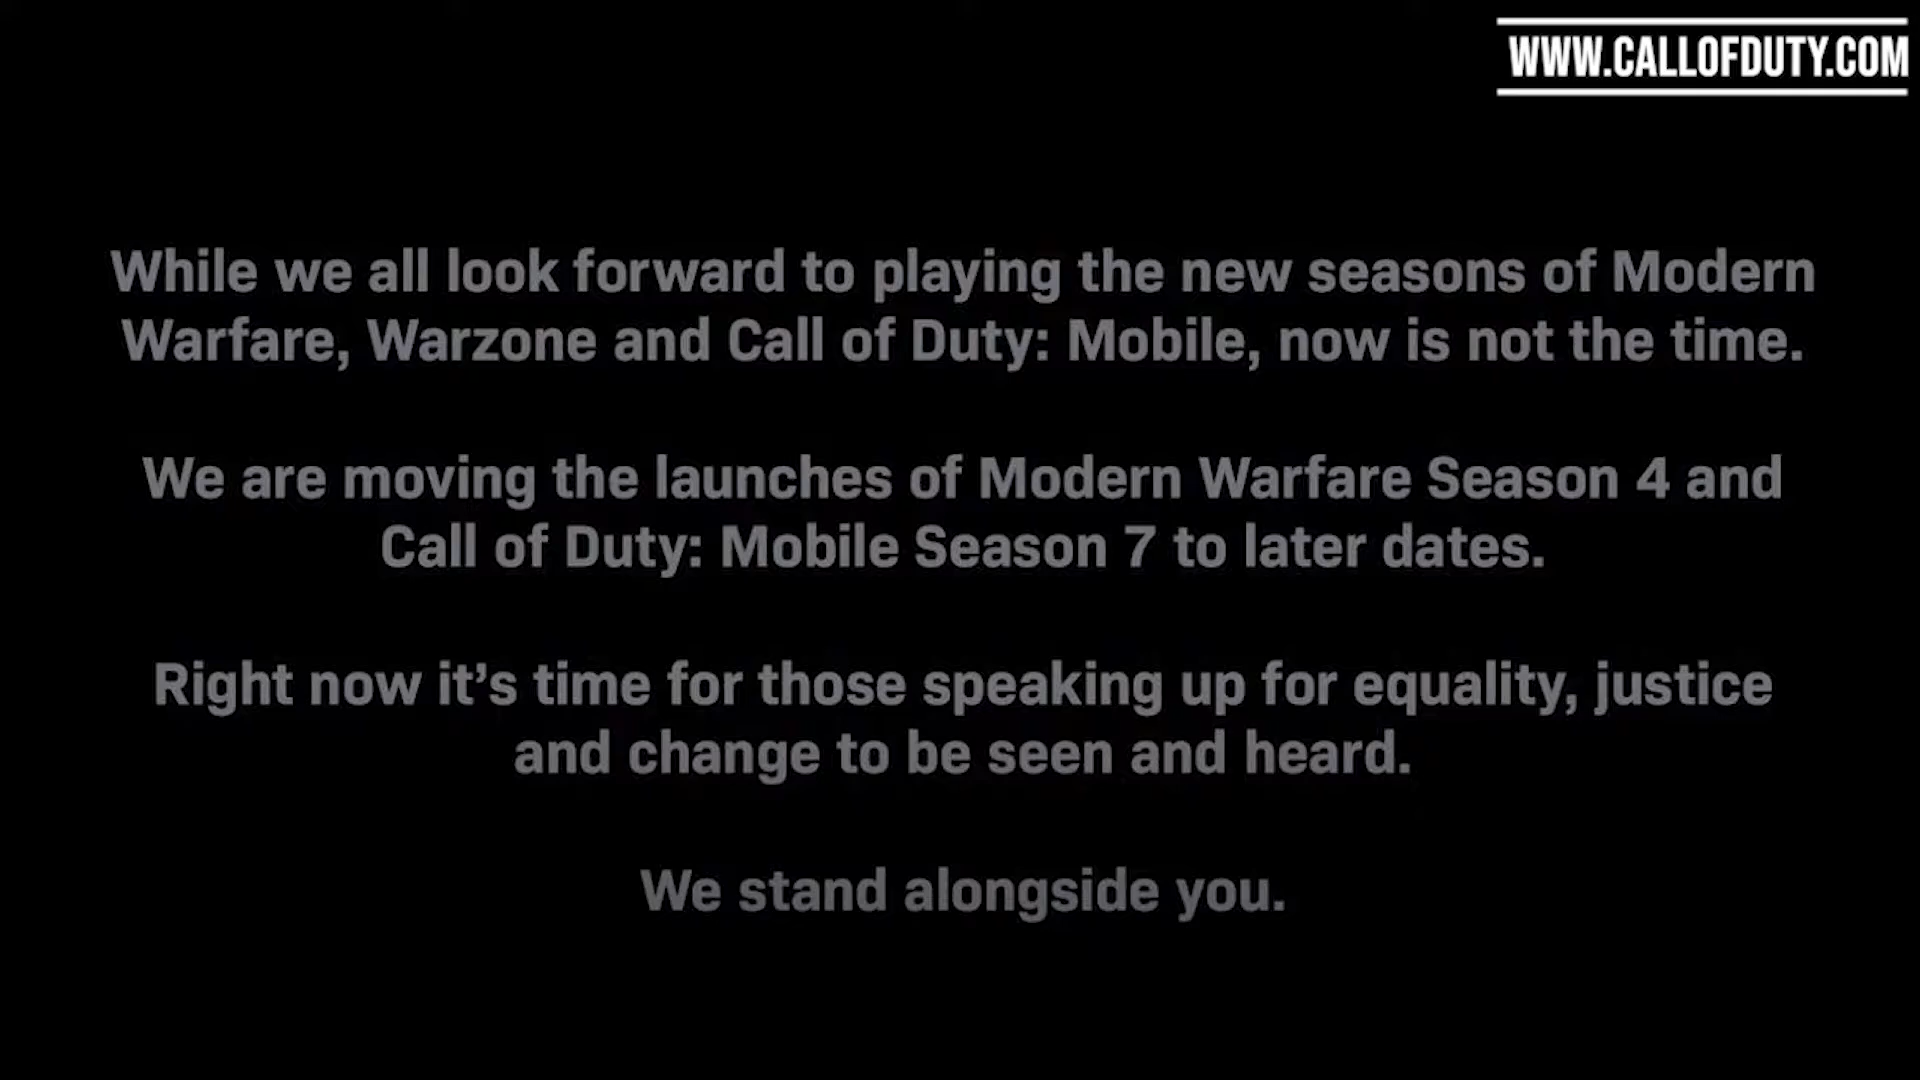 WWW.CALLOFDUTY.COM
While we all look forward to playing the new seasons of Modern
Warfare, Warzone and Call of Duty: Mobile, now is not the time.
We are moving the launches of Modern Warfare Season 4 and
Call of Duty: Mobile Season 7 to later dates.
Right now it’s time for those speaking up for equality, justice
and change to be seen and heard.
We stand alongside you.